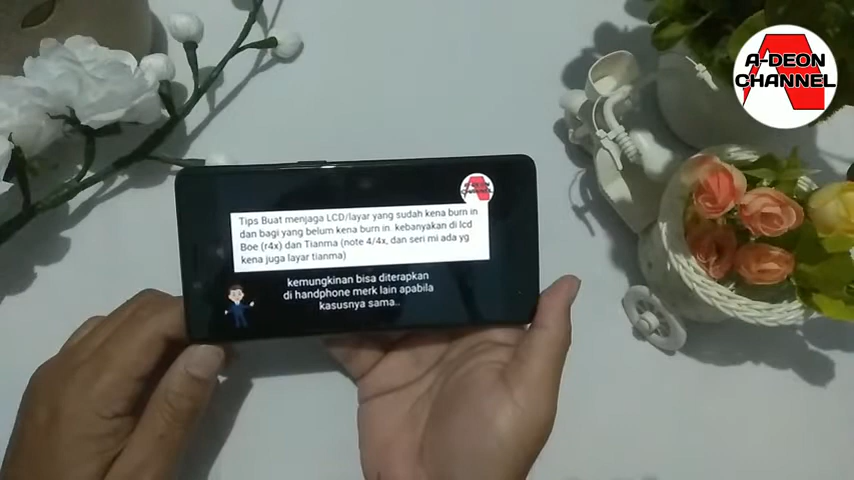 A-DEON
CHANNEL
A-DEON
CHANNEL
Tips Buat menjaga LCD/layar yang sudah kena burn in
dan bagi yang belum kena burn in. kebanyakan di lcd
Boe (r4x) dan Tianma (note 4/4x, dan seri mi ada yg
kena juga layar tianma)
kemungkinan bisa diterapkan
di handphone merk lain apabila
kasusnya sama..